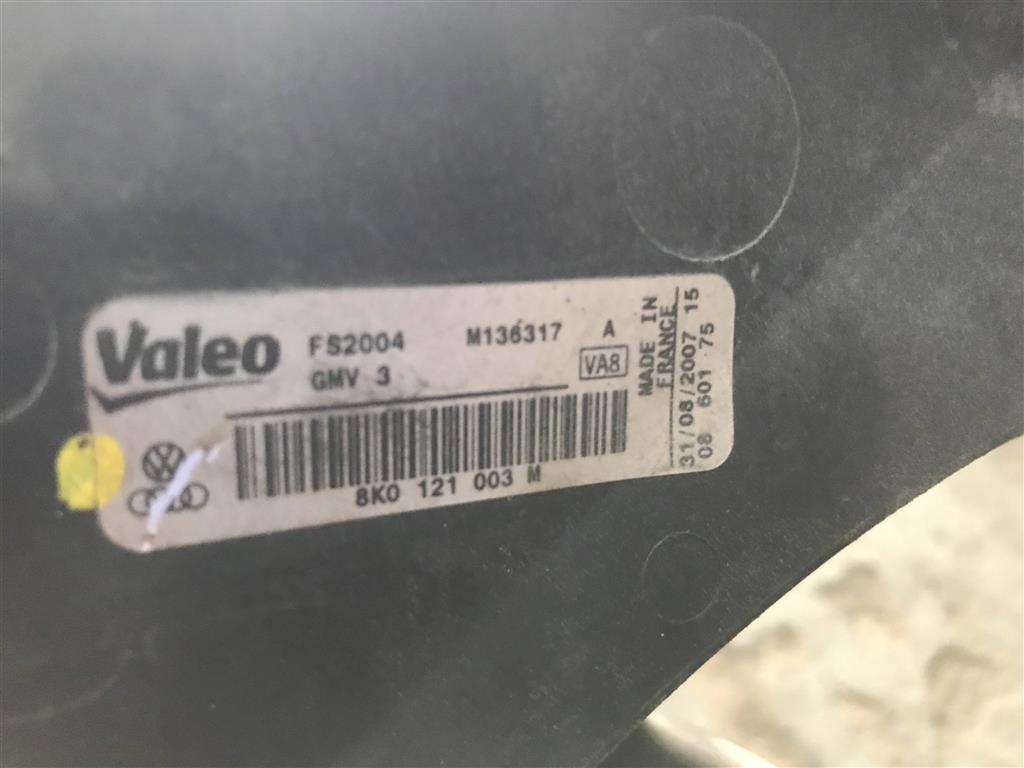 Valeo
FS2004 M136317 A
GMV 3 VA8
8K0 121 003 M
MADE IN
FRANCE
31/08/2007 15
08 601 75